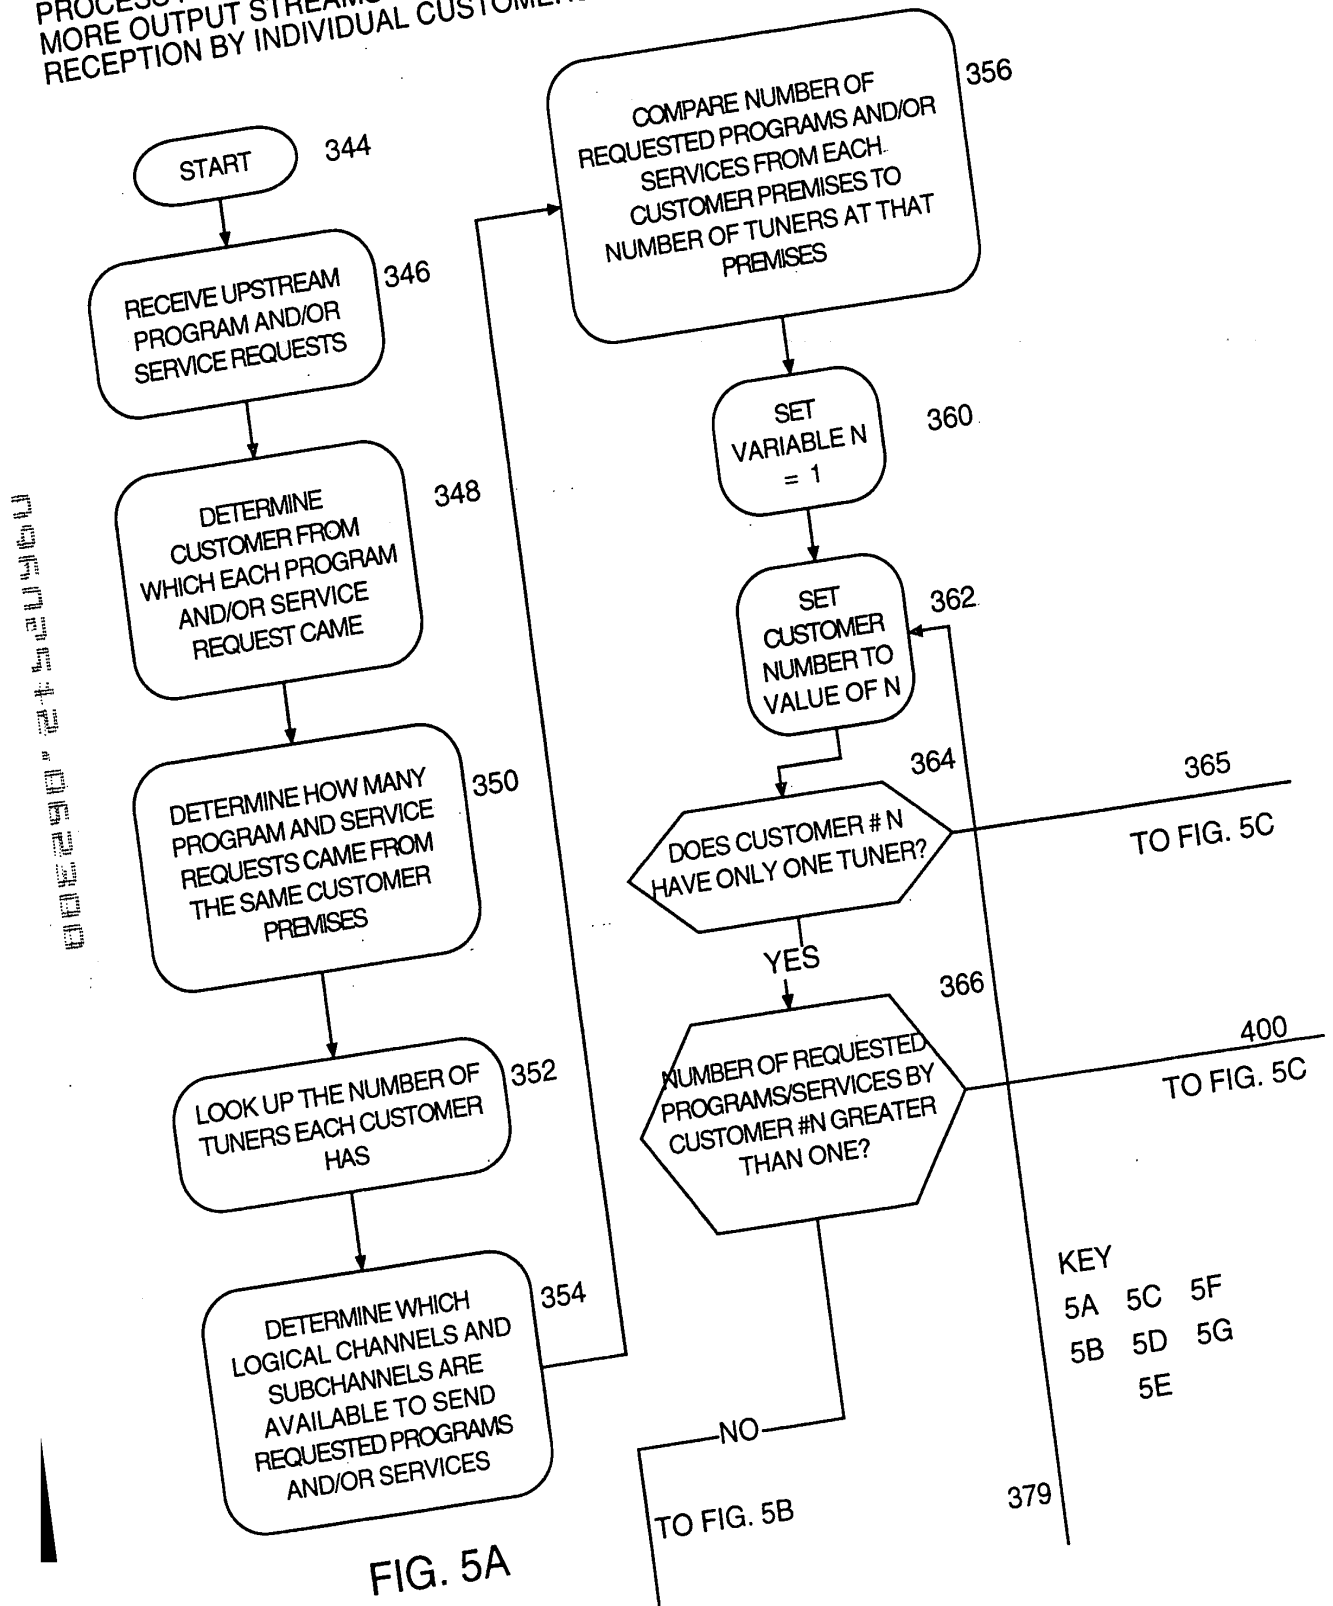 MORE OUTPUT STREAMS
RECEPTION BY INDIVIDUAL CUSTOMERS
START
344
RECEIVE UPSTREAM
PROGRAM AND/OR
SERVICE REQUESTS
346
DETERMINE
CUSTOMER FROM
WHICH EACH PROGRAM
AND/OR SERVICE
REQUEST CAME
348
DETERMINE HOW MANY
PROGRAM AND SERVICE
REQUESTS CAME FROM
THE SAME CUSTOMER
PREMISES
350
LOOK UP THE NUMBER OF
TUNERS EACH CUSTOMER
HAS
352
DETERMINE WHICH
LOGICAL CHANNELS AND
SUBCHANNELS ARE
AVAILABLE TO SEND
REQUESTED PROGRAMS
AND/OR SERVICES
354
FIG. 5A
COMPARE NUMBER OF
REQUESTED PROGRAMS AND/OR
SERVICES FROM EACH
CUSTOMER PREMISES TO
NUMBER OF TUNERS AT THAT
PREMISES
356
SET
VARIABLE N
= 1
360
SET
CUSTOMER
NUMBER TO
VALUE OF N
362
364
DOES CUSTOMER # N
HAVE ONLY ONE TUNER?
365
TO FIG. 5C
YES
366
NUMBER OF REQUESTED
PROGRAMS/SERVICES BY
CUSTOMER #N GREATER
THAN ONE?
400
TO FIG. 5C
NO
TO FIG. 5B
379
KEY
5A 5C 5F
5B 5D 5G
5E